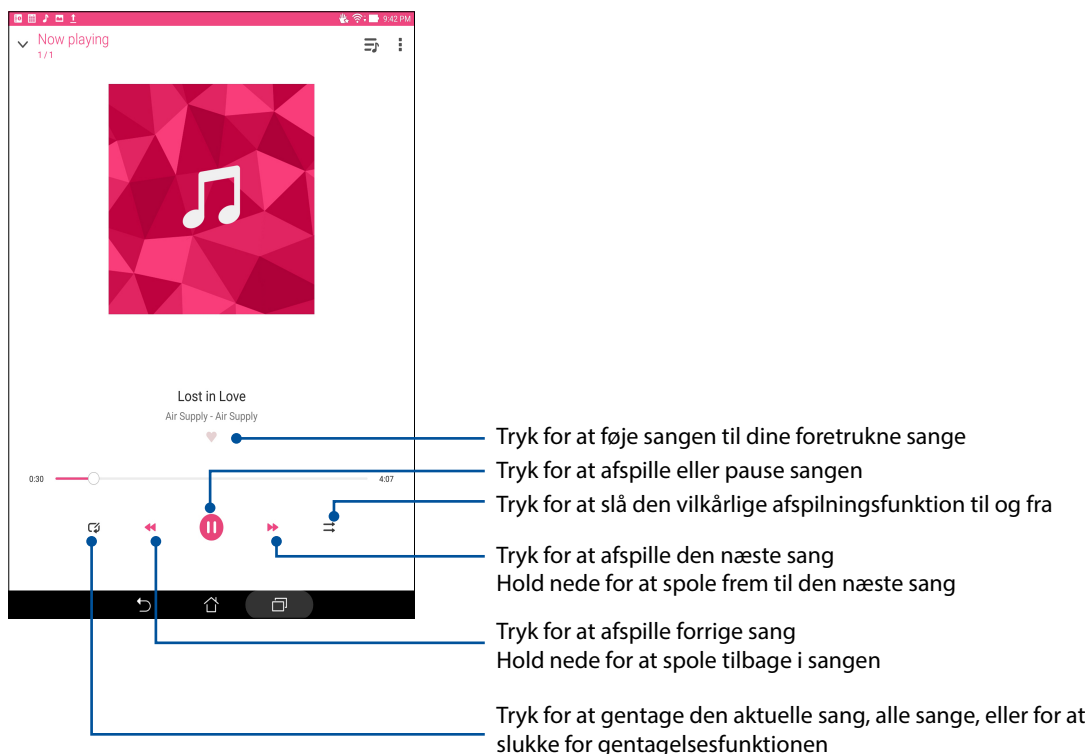 9:42 PM
Now playing
1/1
Lost in Love
Air Supply - Air Supply
0:30
4:07
Tryk for at føje sangen til dine foretrukne sange
Tryk for at afspille eller pause sangen
Tryk for at slå den vilkårlige afspilningsfunktion til og fra
Tryk for at afspille den næste sang
Hold nede for at spole frem til den næste sang
Tryk for at afspille forrige sang
Hold nede for at spole tilbage i sangen
Tryk for at gentage den aktuelle sang, alle sange, eller for at
slukke for gentagelsesfunktionen